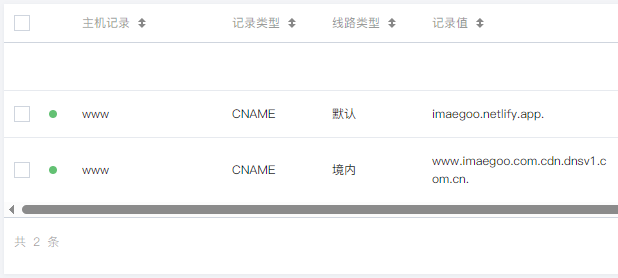 主机记录 记录类型 线路类型 记录值
www CNAME 默认 imaegoo.netlify.app.
www CNAME 境内 www.imaegoo.com.cdn.dnsv1.c
om.cn.
共 2 条